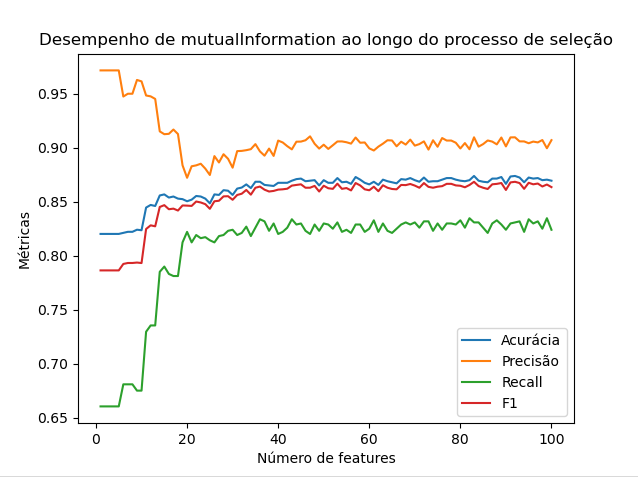 Desempenho de mutualInformation ao longo do processo de seleção
0.95
0.90
0.85
0.80
0.75
0.70
0.65
Métricas
Acurácia
Precisão
Recall
F1
0 20 40 60 80 100
Número de features